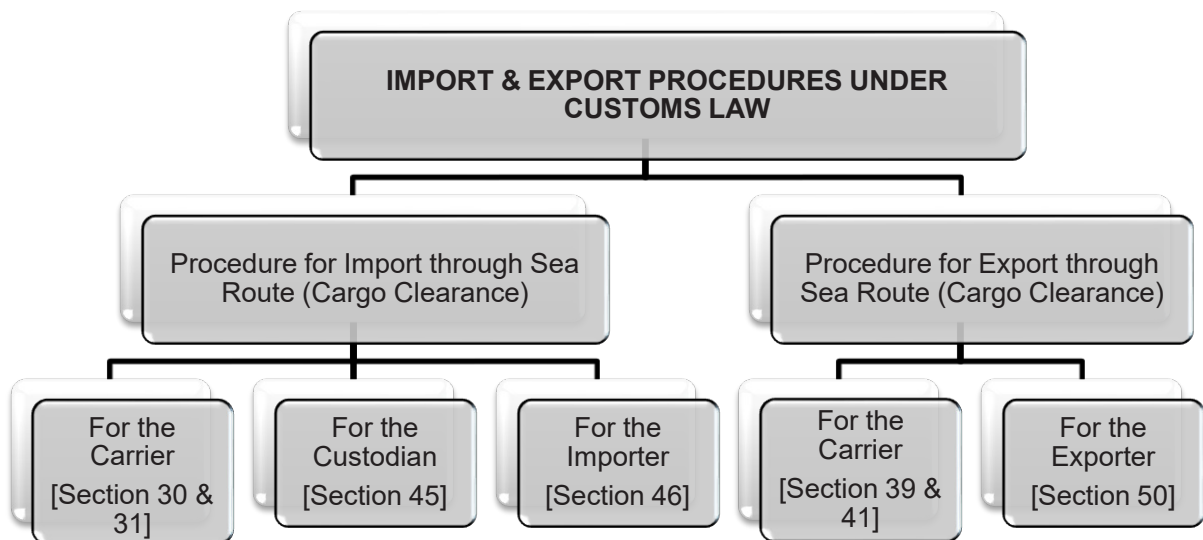 IMPORT & EXPORT PROCEDURES UNDER
CUSTOMS LAW
Procedure for Import through Sea
Route (Cargo Clearance)
Procedure for Export through
Sea Route (Cargo Clearance)
For the
Carrier
[Section 30 &
31]
For the
Custodian
[Section 45]
For the
Importer
[Section 46]
For the
Carrier
[Section 39 &
41]
For the
Exporter
[Section 50]